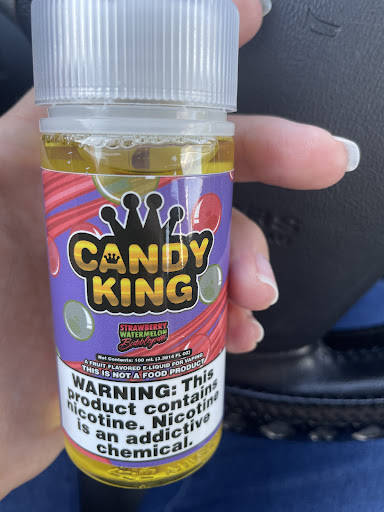 CANDY
KING
STRAWBERRY
WATERMELON
Bubblegum
Net Contents: 100 mL (3.3814 FL OZ)
A FRUIT FLAVORED E-LIQUID FOR VAPING
THIS IS NOT A FOOD PRODUCT
WARNING: This
product contains
nicotine. Nicotine
is an addictive
chemical.